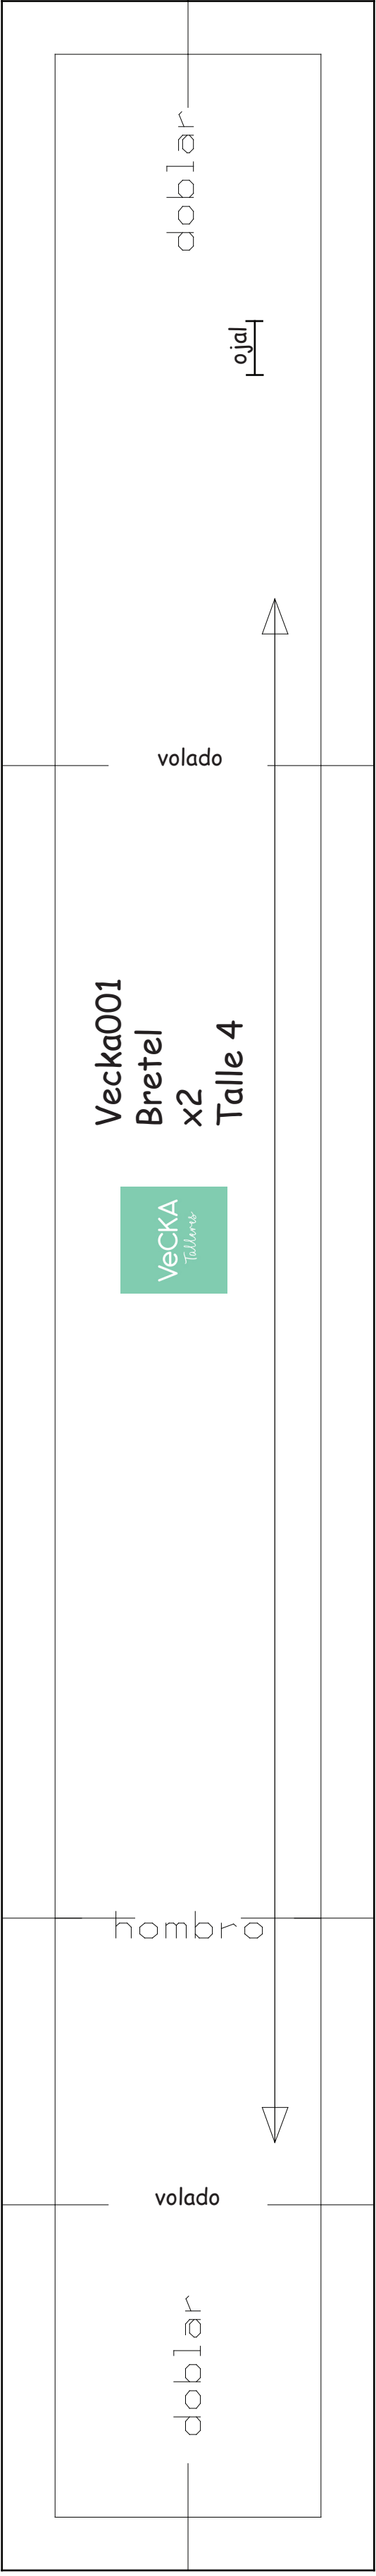 doblar
ojal
volado
Vecka001
Bretel
x2
Talle 4
VeCKA
Talleres
hombro
volado
doblar